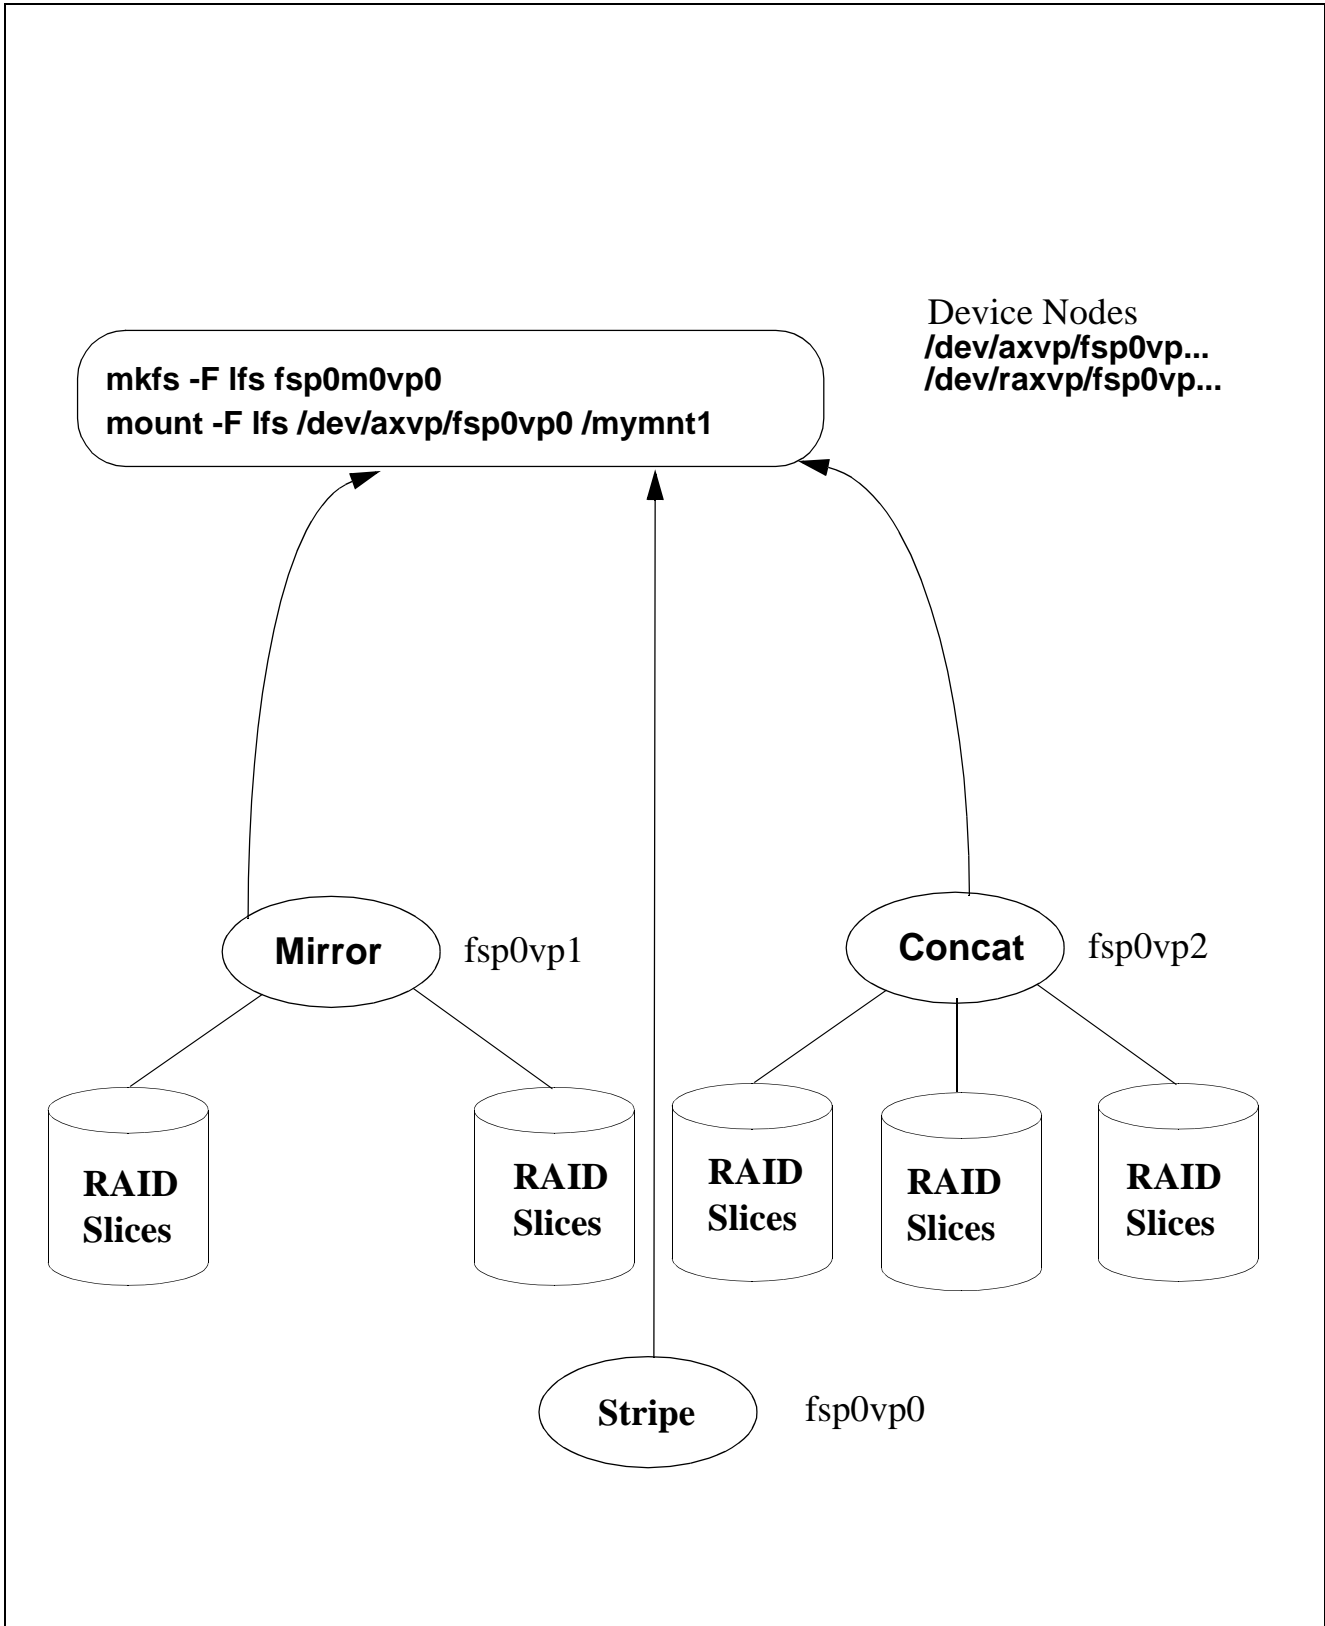 Device Nodes
/dev/axvp/fsp0vp...
/dev/raxvp/fsp0vp...
mkfs -F lfs fsp0m0vp0
mount -F lfs /dev/axvp/fsp0vp0 /mymnt1
Mirror
fsp0vp1
Concat
fsp0vp2
RAID
Slices
RAID
Slices
RAID
Slices
RAID
Slices
RAID
Slices
Stripe
fsp0vp0